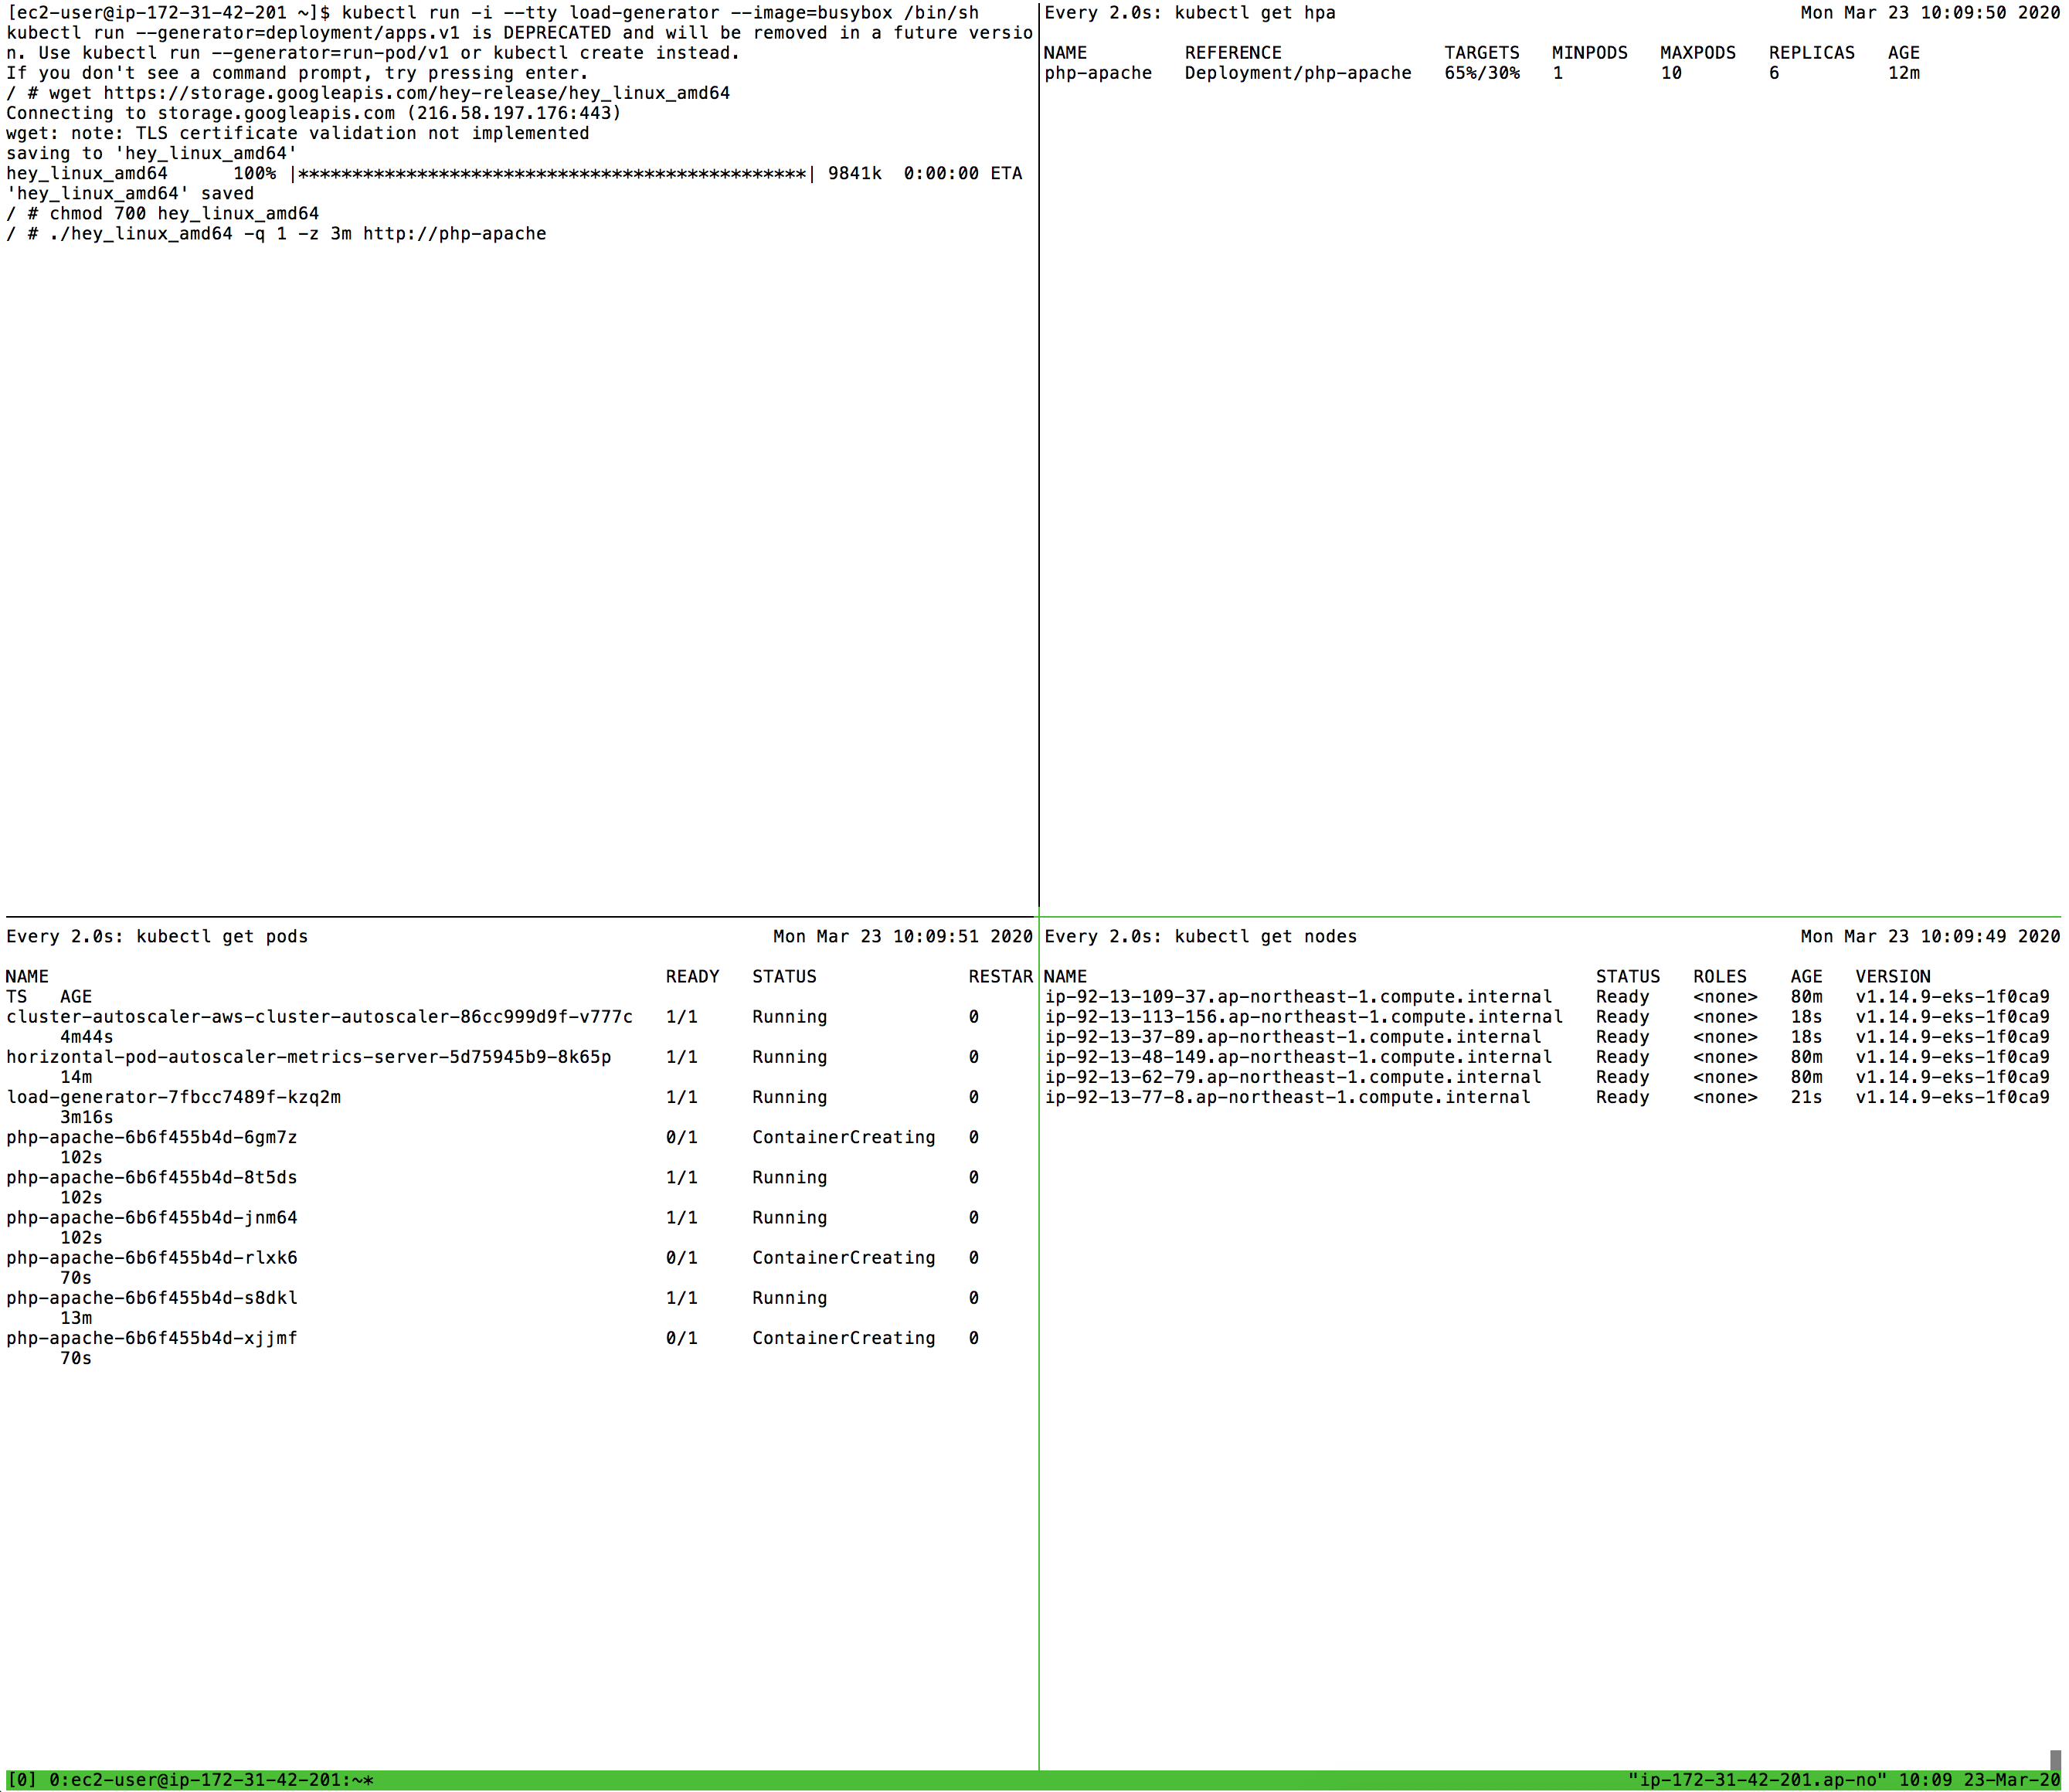 [ec2-user@ip-172-31-42-201 ~]$ kubectl run -i --tty load-generator --image=busybox /bin/sh
kubectl run --generator=deployment/apps.v1 is DEPRECATED and will be removed in a future versio
n. Use kubectl run --generator=run-pod/v1 or kubectl create instead.
If you don't see a command prompt, try pressing enter.
/ # wget https://storage.googleapis.com/hey-release/hey_linux_amd64
Connecting to storage.googleapis.com (216.58.197.176:443)
wget: note: TLS certificate validation not implemented
saving to 'hey_linux_amd64'
hey_linux_amd64      100% |***********************************************| 9841k  0:00:00 ETA
'hey_linux_amd64' saved
/ # chmod 700 hey_linux_amd64
/ # ./hey_linux_amd64 -q 1 -z 3m http://php-apache
Every 2.0s: kubectl get hpa Mon Mar 23 10:09:50 2020
NAME REFERENCE TARGETS MINPODS MAXPODS REPLICAS AGE
php-apache Deployment/php-apache 65%/30% 1 10 6 12m
Every 2.0s: kubectl get pods Mon Mar 23 10:09:51 2020
NAME READY STATUS RESTAR
TS AGE
cluster-autoscaler-aws-cluster-autoscaler-86cc999d9f-v777c 1/1 Running 0
4m44s
horizontal-pod-autoscaler-metrics-server-5d75945b9-8k65p 1/1 Running 0
14m
load-generator-7fbcc7489f-kzq2m 1/1 Running 0
3m16s
php-apache-6b6f455b4d-6gm7z 0/1 ContainerCreating 0
102s
php-apache-6b6f455b4d-8t5ds 1/1 Running 0
102s
php-apache-6b6f455b4d-jnm64 1/1 Running 0
102s
php-apache-6b6f455b4d-rlxk6 0/1 ContainerCreating 0
70s
php-apache-6b6f455b4d-s8dkl 1/1 Running 0
13m
php-apache-6b6f455b4d-xjjmf 0/1 ContainerCreating 0
70s
Every 2.0s: kubectl get nodes Mon Mar 23 10:09:49 2020
NAME STATUS ROLES AGE VERSION
ip-92-13-109-37.ap-northeast-1.compute.internal Ready <none> 80m v1.14.9-eks-1f0ca9
ip-92-13-113-156.ap-northeast-1.compute.internal Ready <none> 18s v1.14.9-eks-1f0ca9
ip-92-13-37-89.ap-northeast-1.compute.internal Ready <none> 18s v1.14.9-eks-1f0ca9
ip-92-13-48-149.ap-northeast-1.compute.internal Ready <none> 80m v1.14.9-eks-1f0ca9
ip-92-13-62-79.ap-northeast-1.compute.internal Ready <none> 80m v1.14.9-eks-1f0ca9
ip-92-13-77-8.ap-northeast-1.compute.internal Ready <none> 21s v1.14.9-eks-1f0ca9
[0] 0:ec2-user@ip-172-31-42-201:~* "ip-172-31-42-201.ap-no" 10:09 23-Mar-20